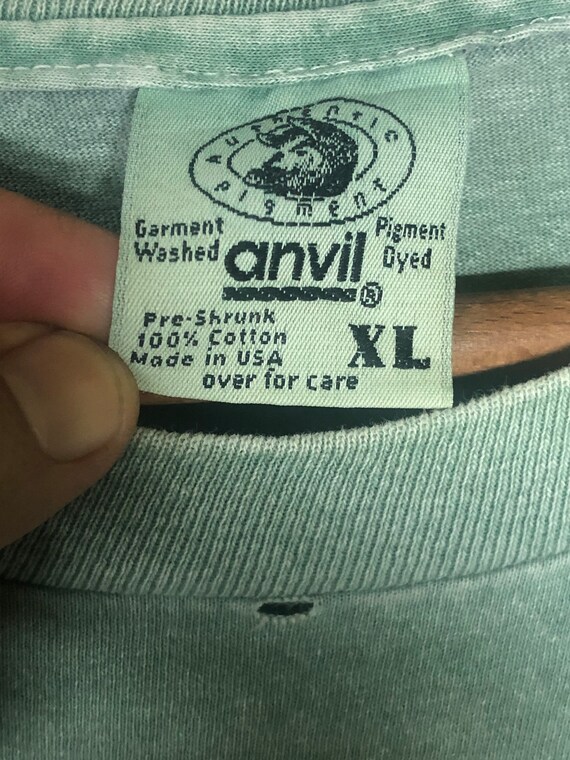 Authentic
Pigment
Garment
Washed
anvil
®
Pigment
Dyed
Pre-Shrunk
100% Cotton
Made in USA
XL
over for care